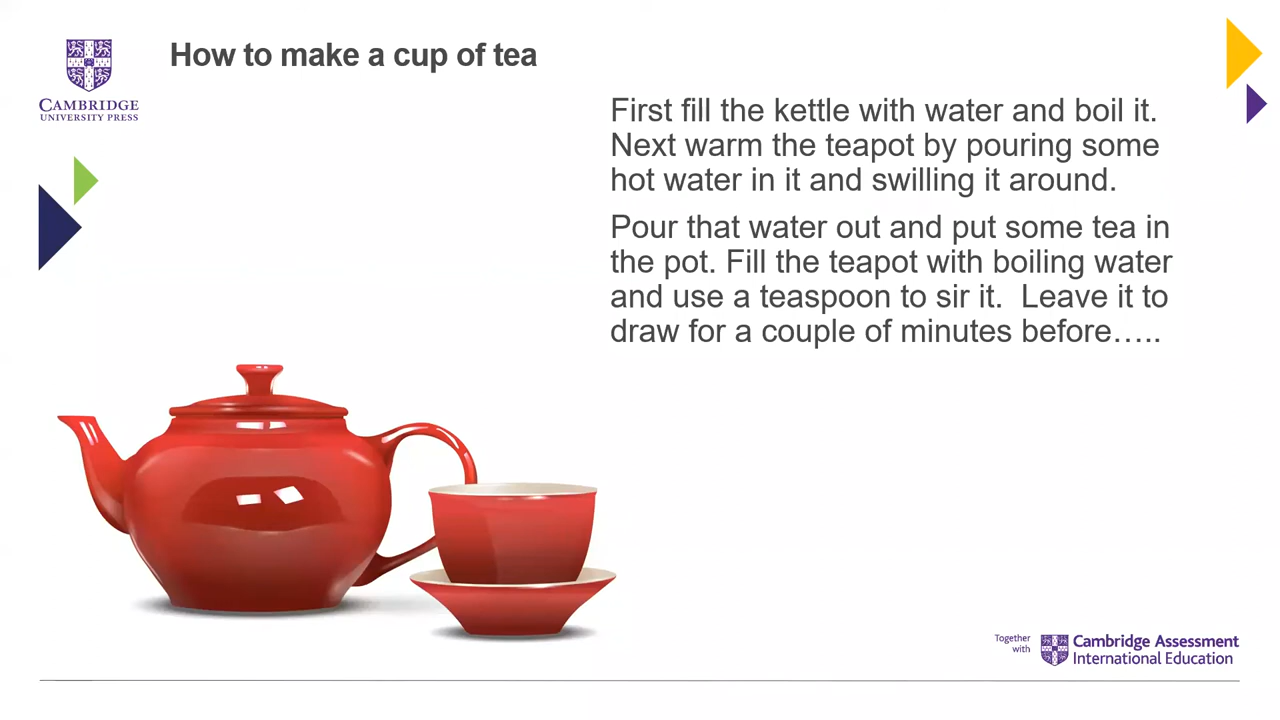 How to make a cup of tea
CAMBRIDGE
UNIVERSITY PRESS
First fill the kettle with water and boil it.
Next warm the teapot by pouring some
hot water in it and swilling it around.
Pour that water out and put some tea in
the pot. Fill the teapot with boiling water
and use a teaspoon to sir it.  Leave it to
draw for a couple of minutes before…..
Together
with
Cambridge Assessment
International Education